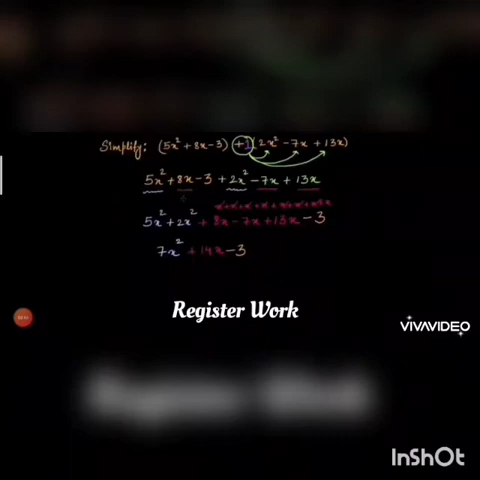 Simplify: (5x² + 8x - 3) +1(2x² - 7x + 13x)
5x² + 8x - 3 + 2x² - 7x + 13x
5x² + 2x² + 8x - 7x + 13x - 3
7x² + 14x - 3
Register Work
VIVAVIDEO
InShOt